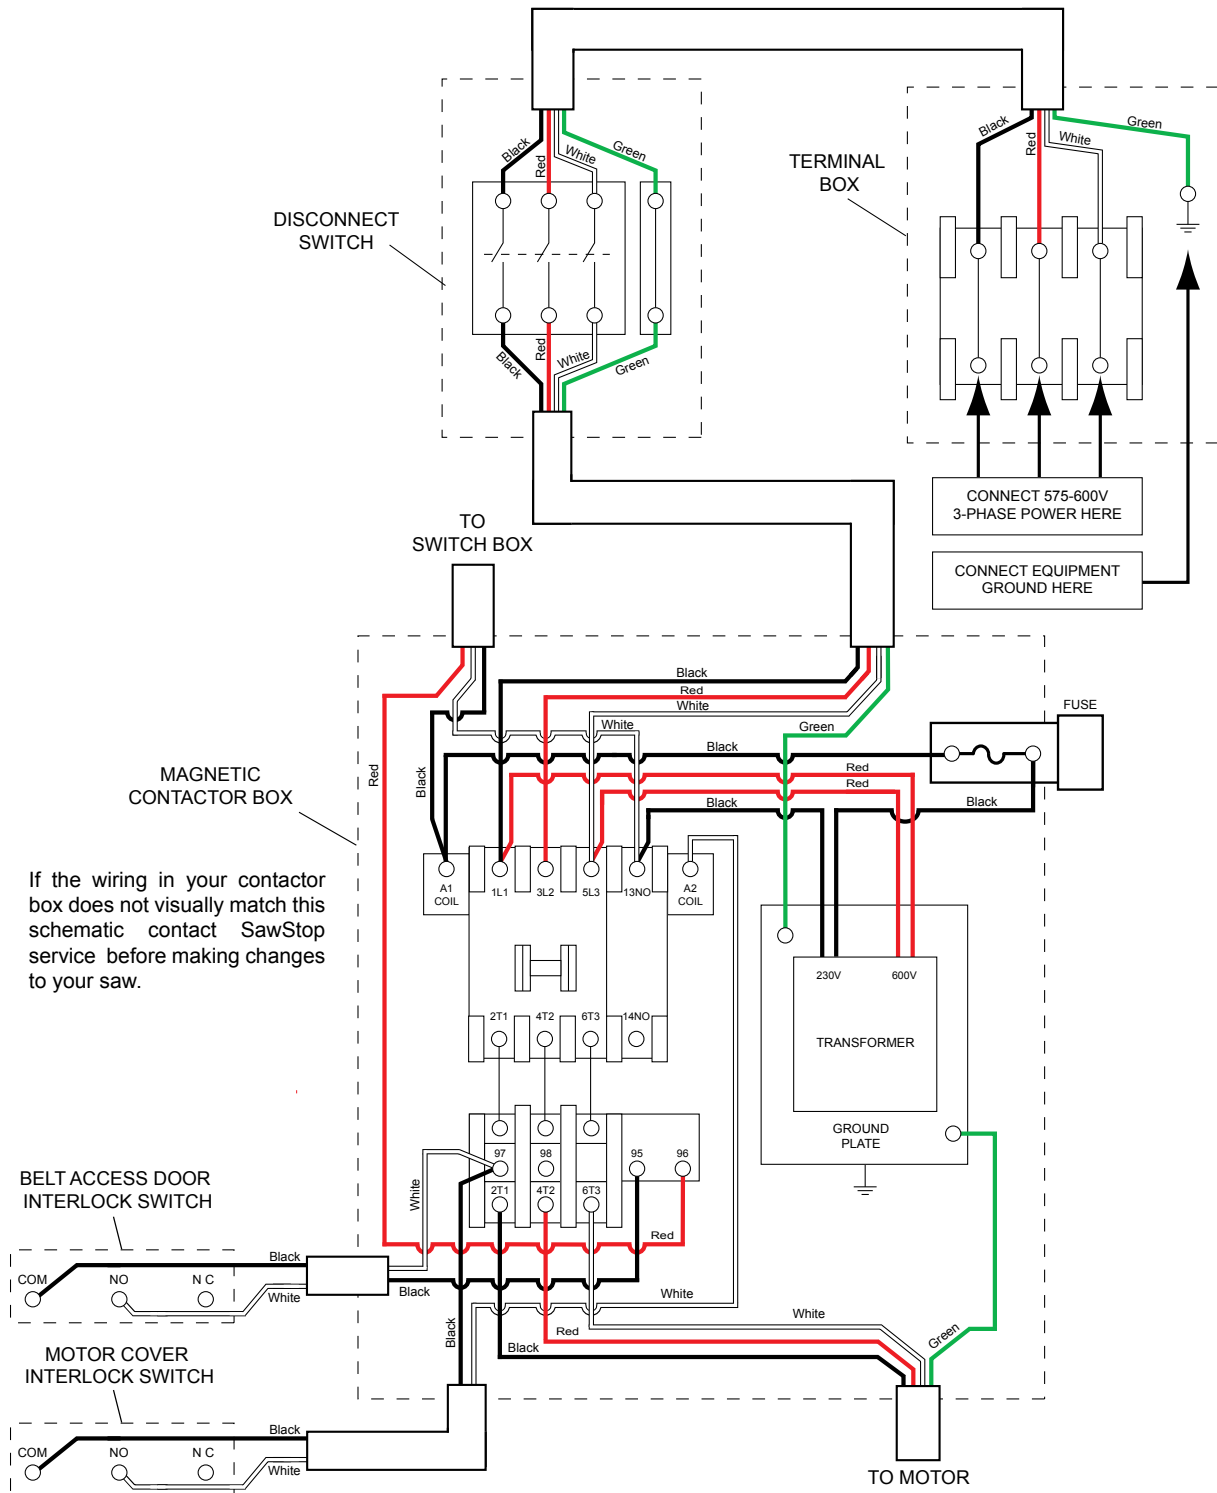 Black
Red
White
Green
Black
Red
White
Green
DISCONNECT
SWITCH
TERMINAL
BOX
Black
Red
White
Green
CONNECT 575-600V
3-PHASE POWER HERE
CONNECT EQUIPMENT
GROUND HERE
TO
SWITCH BOX
Black
Red
White
White
Green
Black
Red
Red
Black
Black
Red
Black
FUSE
MAGNETIC
CONTACTOR BOX
If the wiring in your contactor
box does not visually match this
schematic contact SawStop
service before making changes
to your saw.
A1
COIL
1L1
3L2
5L3
13NO
A2
COIL
2T1
4T2
6T3
14NO
230V
600V
TRANSFORMER
GROUND
PLATE
97
98
95
96
2T1
4T2
6T3
White
Red
Black
White
Black
Red
Black
White
Green
BELT ACCESS DOOR
INTERLOCK SWITCH
COM
NO
N C
Black
White
MOTOR COVER
INTERLOCK SWITCH
COM
NO
N C
Black
White
TO MOTOR